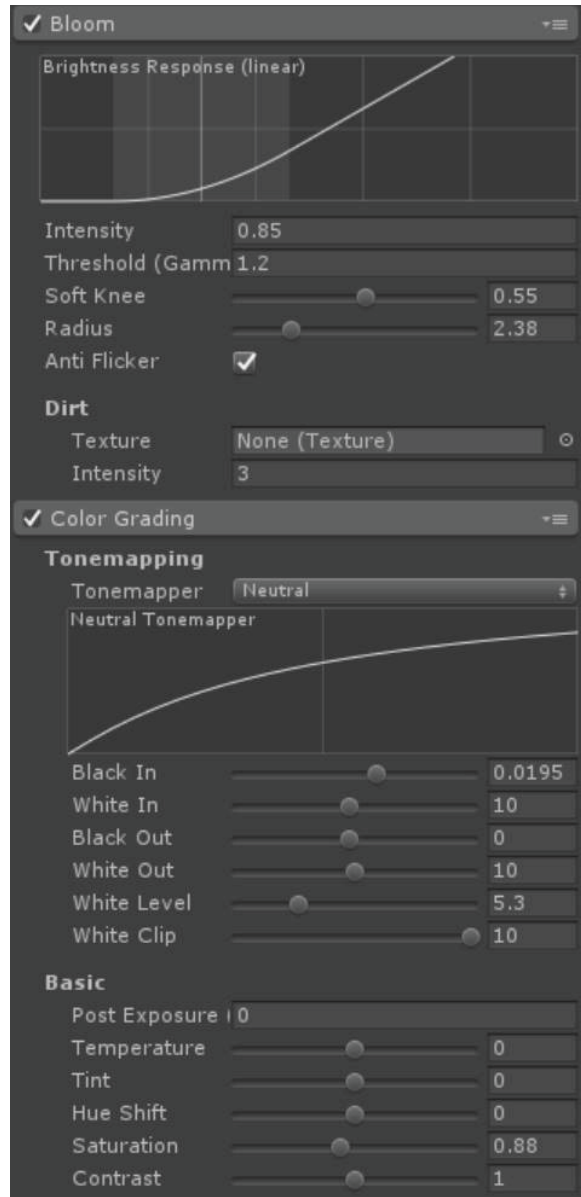 Bloom
Brightness Response (linear)
Intensity 0.85
Threshold (Gamm 1.2
Soft Knee 0.55
Radius 2.38
Anti Flicker
Dirt
Texture None (Texture)
Intensity 3
Color Grading
Tonemapping
Tonemapper Neutral
Neutral Tonemapper
Black In 0.0195
White In 10
Black Out 0
White Out 10
White Level 5.3
White Clip 10
Basic
Post Exposure ( 0
Temperature 0
Tint 0
Hue Shift 0
Saturation 0.88
Contrast 1